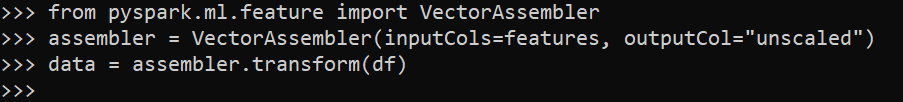 >>> from pyspark.ml.feature import VectorAssembler
>>> assembler = VectorAssembler(inputCols=features, outputCol="unscaled")
>>> data = assembler.transform(df)
>>>